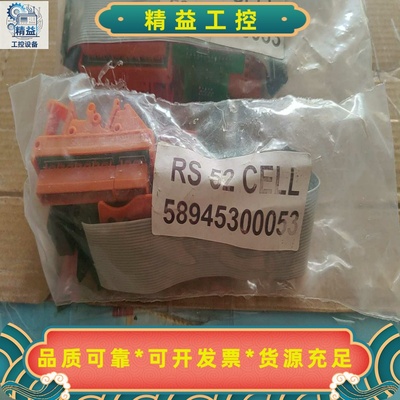 精益
工控设备
精益工控
RS 52 CELL
58945300053
品质可靠*可开发票*货源充足